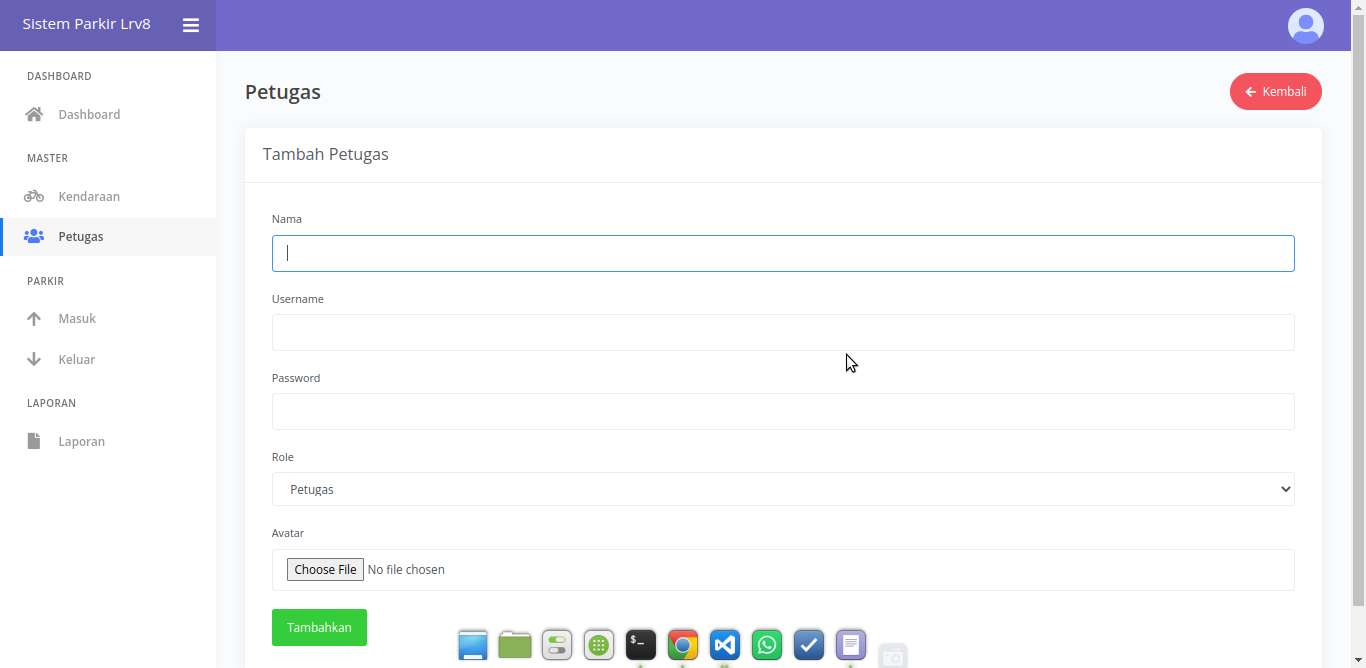 Sistem Parkir Lrv8
DASHBOARD
Dashboard
MASTER
Kendaraan
Petugas
PARKIR
Masuk
Keluar
LAPORAN
Laporan
Petugas
Kembali
Tambah Petugas
Nama
Username
Password
Role
Petugas
Avatar
Choose File No file chosen
Tambahkan